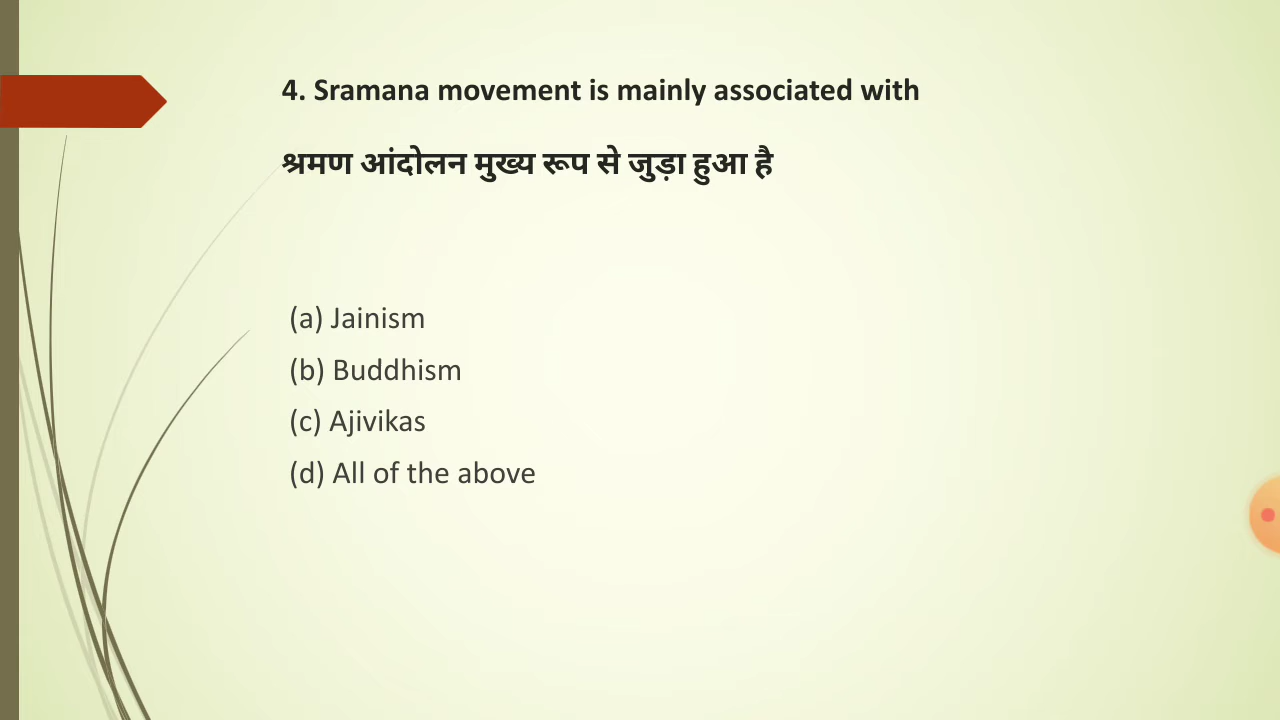 4. Sramana movement is mainly associated with
श्रमण आंदोलन मुख्य रूप से जुड़ा हुआ है
(a) Jainism
(b) Buddhism
(c) Ajivikas
(d) All of the above